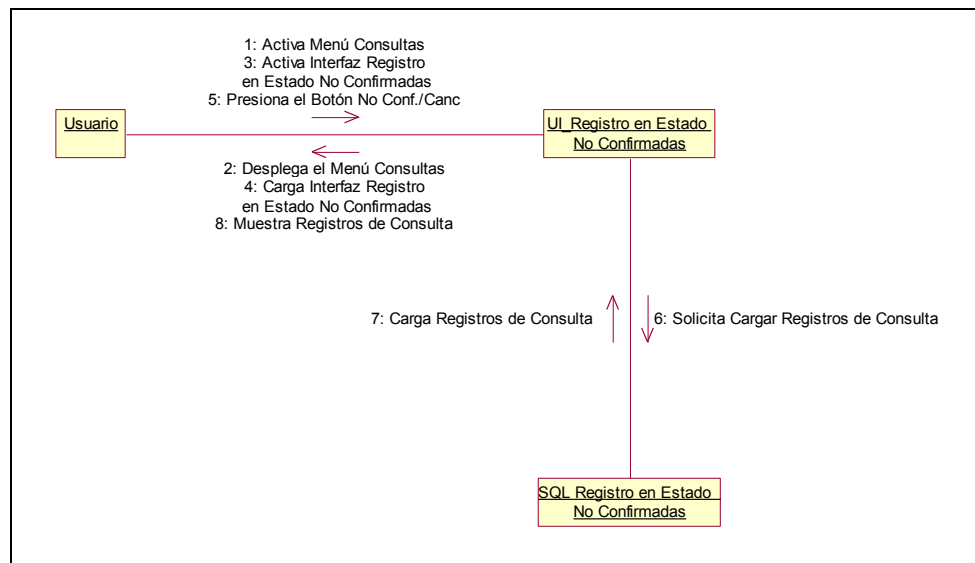 1: Activa Menú Consultas
3: Activa Interfaz Registro
en Estado No Confirmadas
5: Presiona el Botón No Conf./Canc
Usuario
UI_Registro en Estado
No Confirmadas
2: Desplega el Menú Consultas
4: Carga Interfaz Registro
en Estado No Confirmadas
8: Muestra Registros de Consulta
7: Carga Registros de Consulta
6: Solicita Cargar Registros de Consulta
SQL_Registro en Estado
No Confirmadas